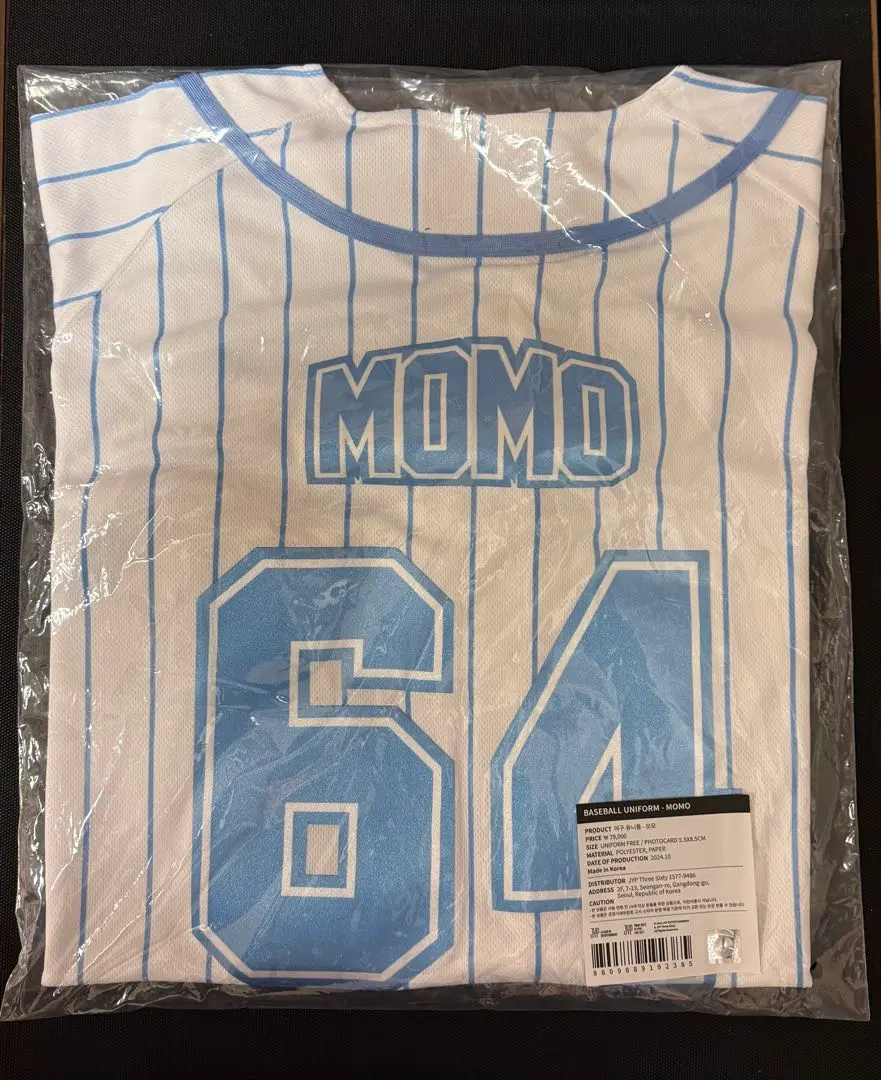 MOMO
64
BASEBALL UNIFORM - MOMO
PRODUCT 야구 유니폼 - 모모
PRICE ₩ 79,000
SIZE UNIFORM FREE / PHOTOCARD 5.5X8.5CM
MATERIAL POLYESTER, PAPER
DATE OF PRODUCTION 2024.10
Made in Korea
DISTRIBUTOR JYP Three Sixty 1577-9486
ADDRESS 2F, 7-13, Seongan-ro, Gangdong-gu,
Seoul, Republic of Korea
CAUTION
JYP
JYP
8809889192385